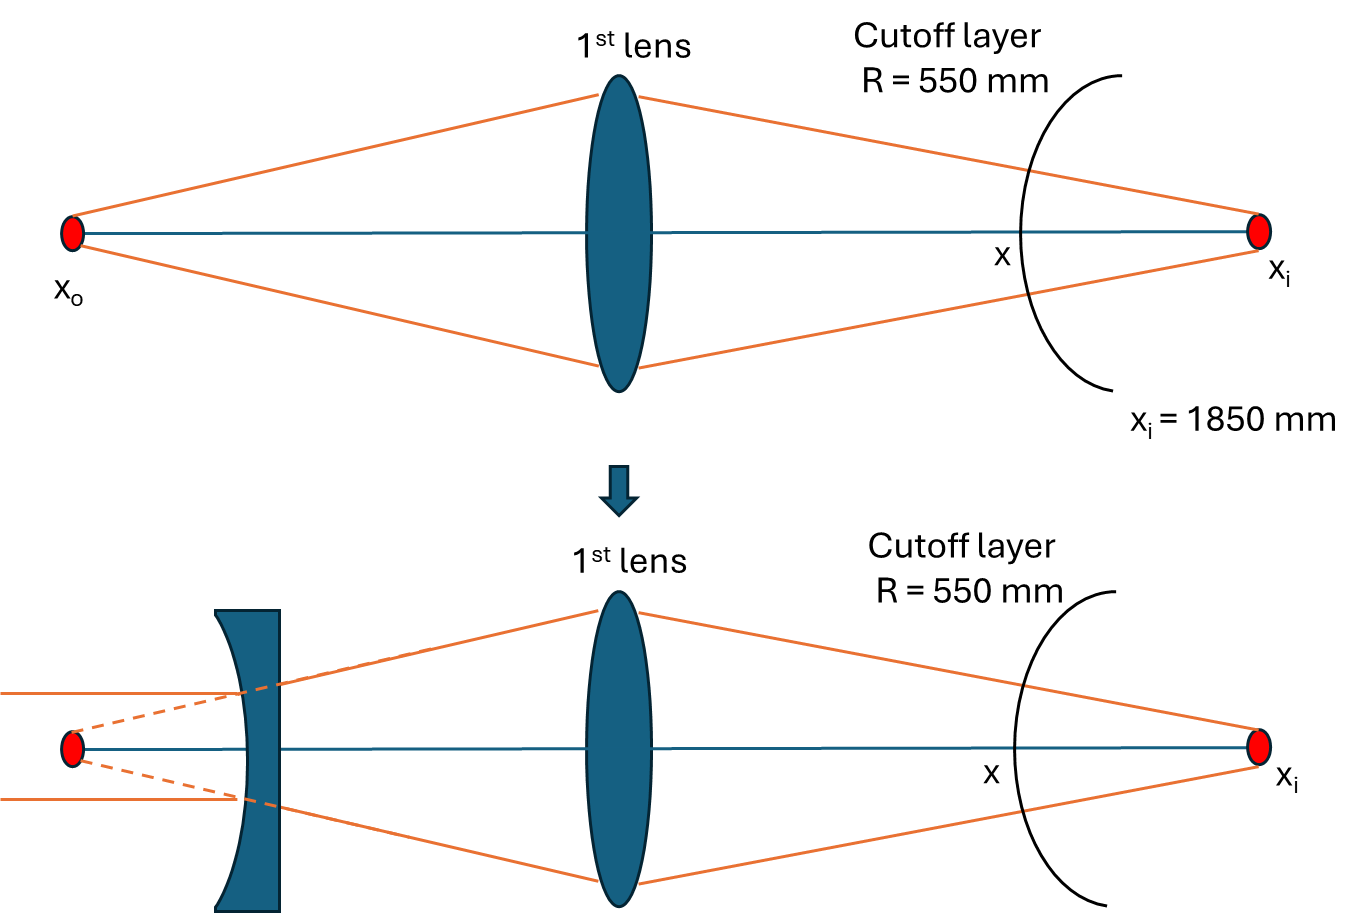 1st lens
Cutoff layer
R = 550 mm
xo
x
xi
xi = 1850 mm
1st lens
Cutoff layer
R = 550 mm
x
xi